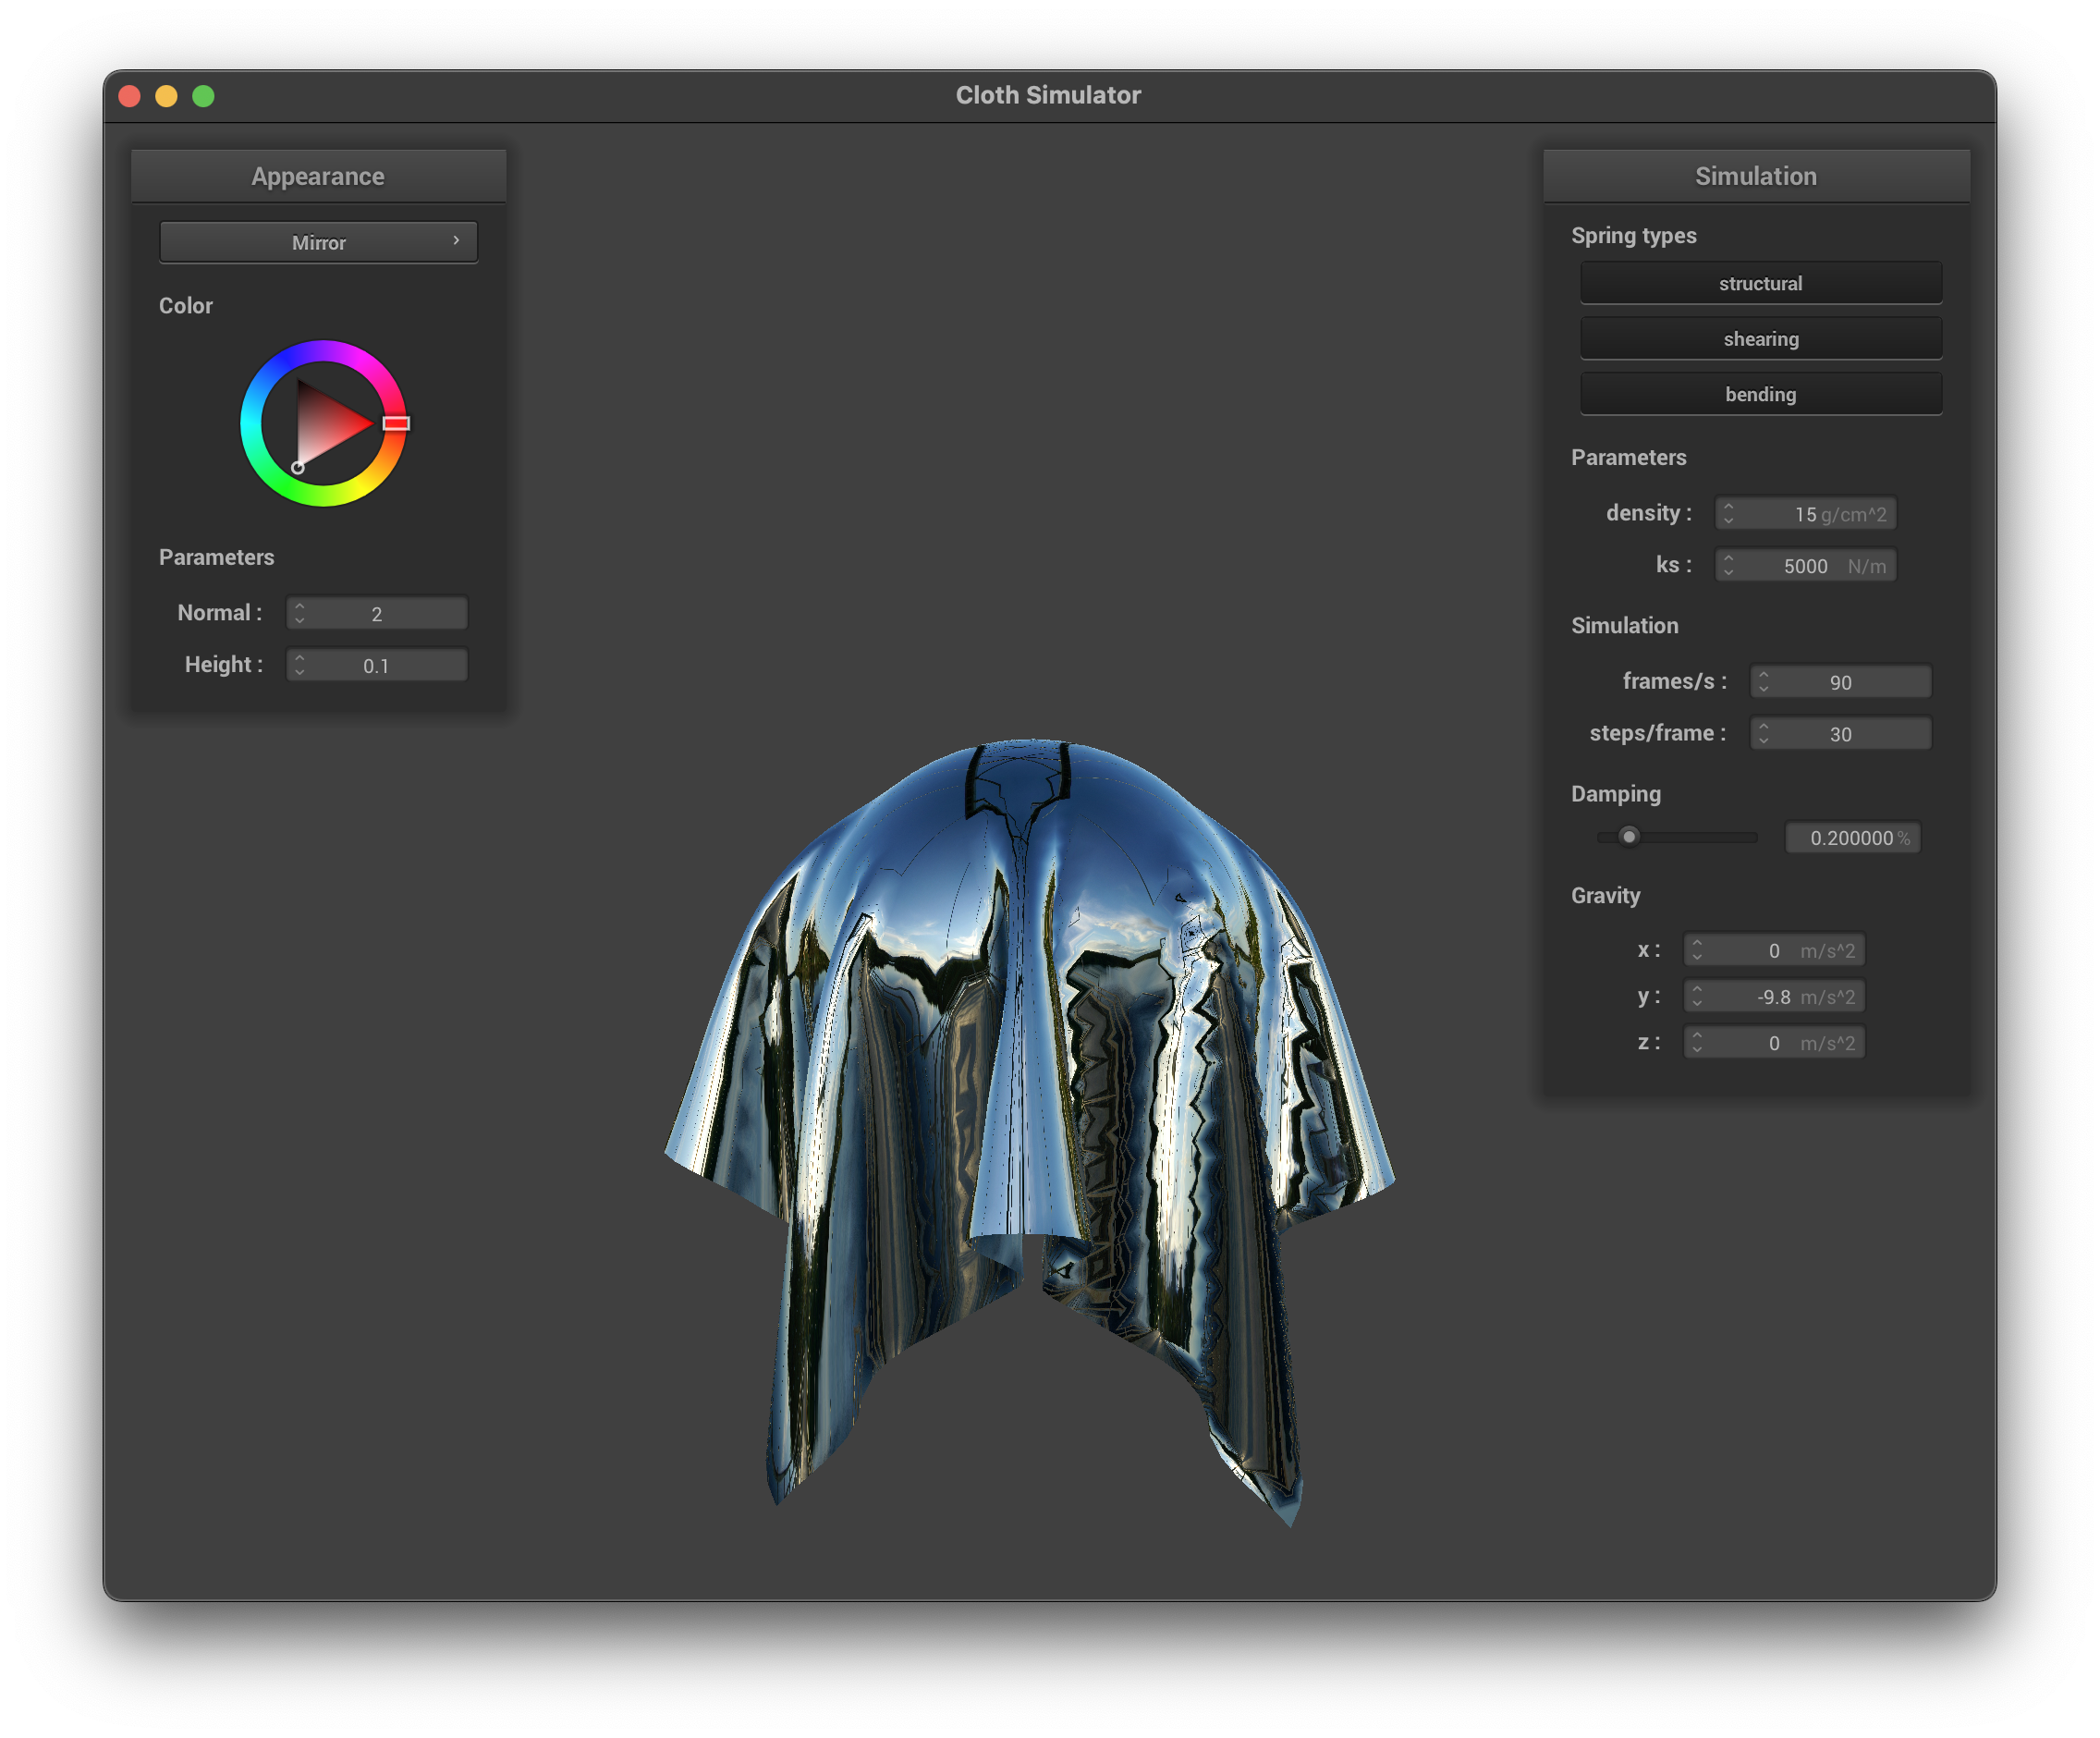 Cloth Simulator
Appearance
Mirror
Color
Parameters
Normal : 2
Height : 0.1
Simulation
Spring types
structural
shearing
bending
Parameters
density : 15 g/cm^2
ks : 5000 N/m
Simulation
frames/s : 90
steps/frame : 30
Damping
0.200000 %
Gravity
x : 0 m/s^2
y : -9.8 m/s^2
z : 0 m/s^2